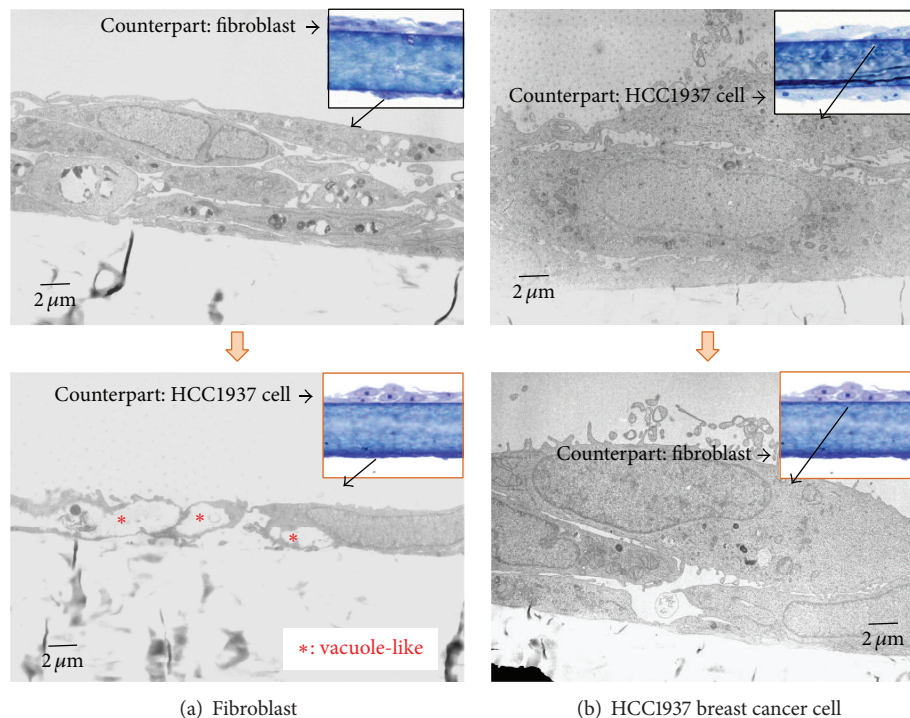 Counterpart: fibroblast
2 μm
Counterpart: HCC1937 cell
2 μm
Counterpart: HCC1937 cell
2 μm
*: vacuole-like
Counterpart: fibroblast
2 μm
(a) Fibroblast
(b) HCC1937 breast cancer cell